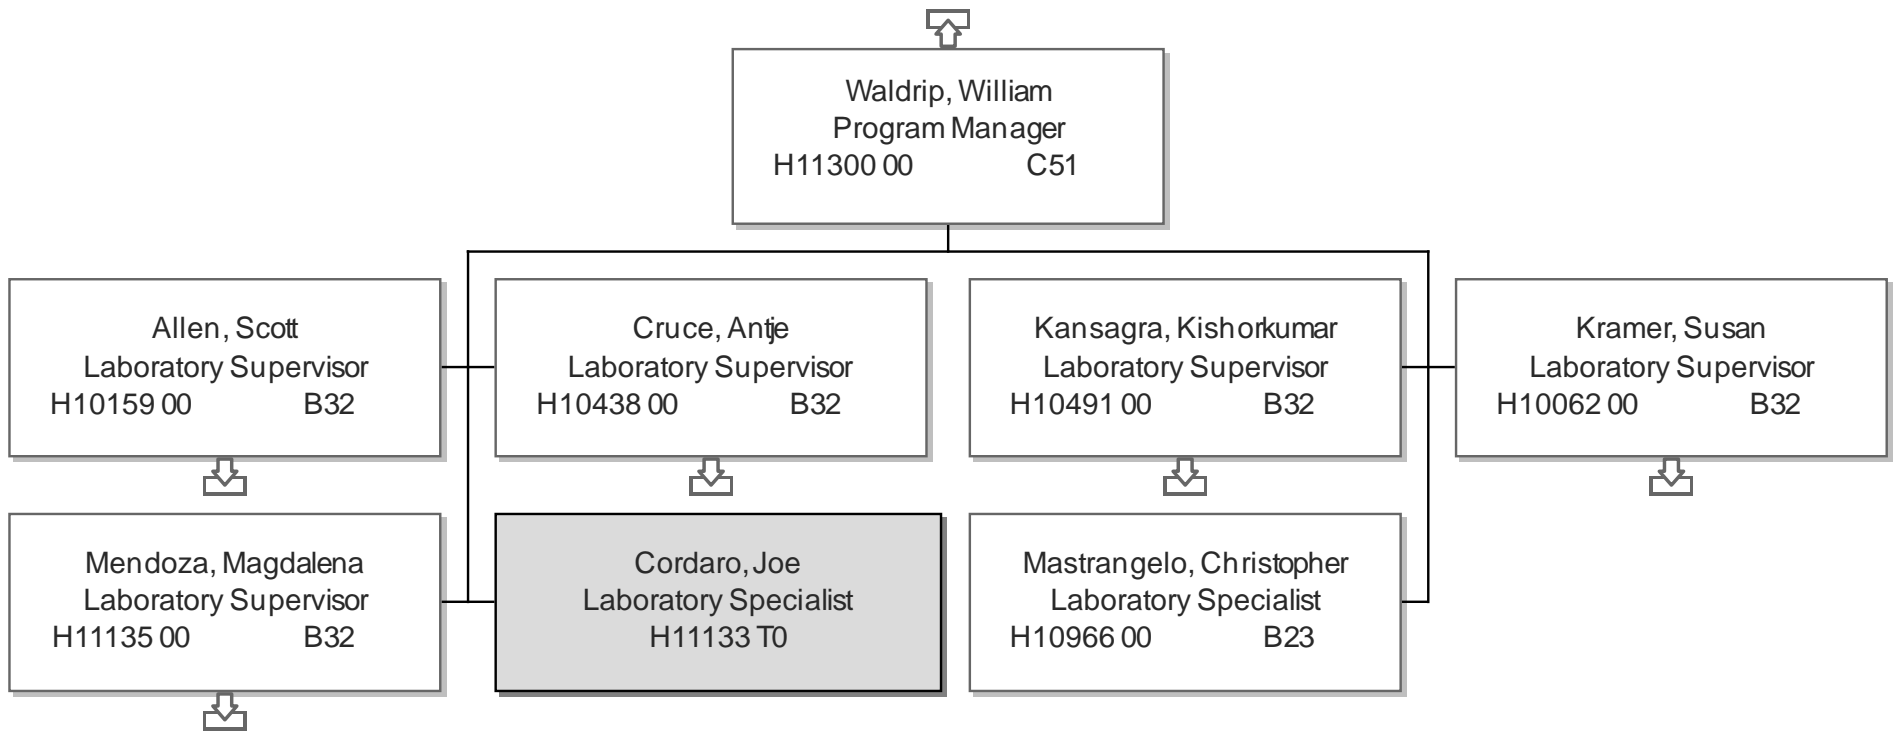 Waldrip, William
Program Manager
H11300 00 C51
Allen, Scott
Laboratory Supervisor
H10159 00 B32
Cruce, Antje
Laboratory Supervisor
H10438 00 B32
Kansagra, Kishorkumar
Laboratory Supervisor
H10491 00 B32
Kramer, Susan
Laboratory Supervisor
H10062 00 B32
Mendoza, Magdalena
Laboratory Supervisor
H11135 00 B32
Cordaro, Joe
Laboratory Specialist
H11133 T0
Mastrangelo, Christopher
Laboratory Specialist
H10966 00 B23